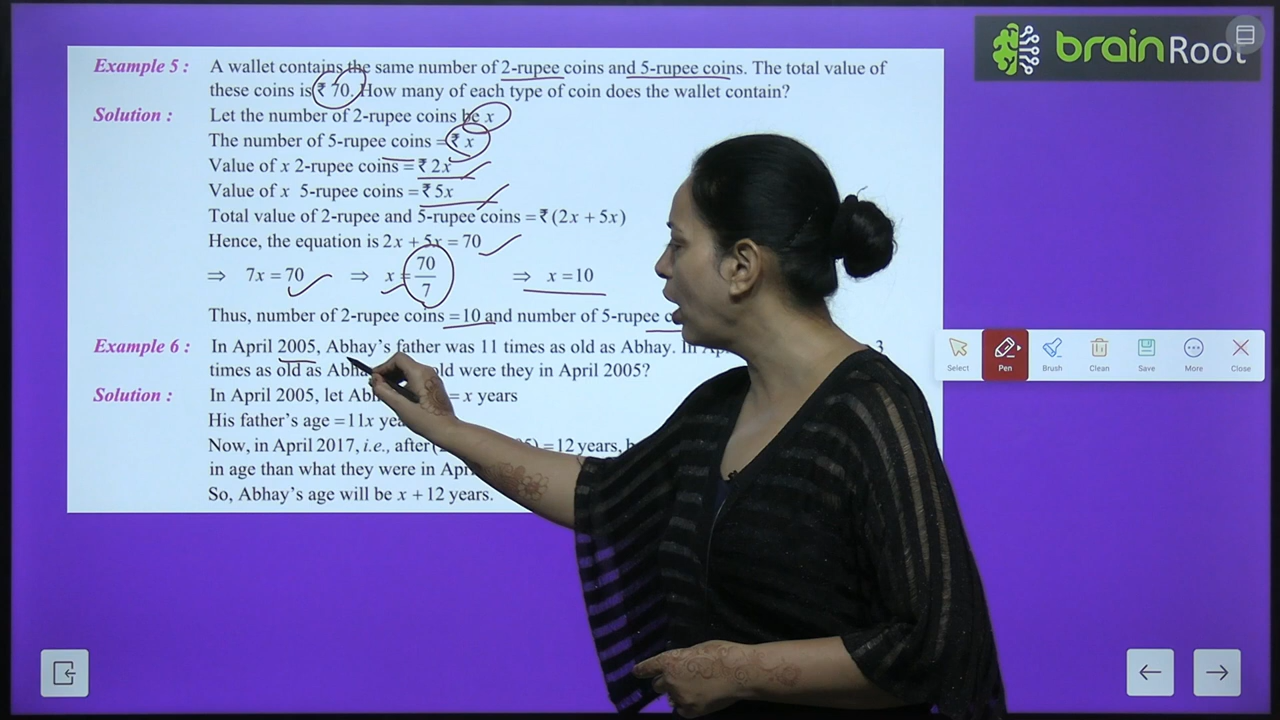 brainRoot
Example 5 : A wallet contains the same number of 2-rupee coins and 5-rupee coins. The total value of
these coins is ₹ 70. How many of each type of coin does the wallet contain?
Solution : Let the number of 2-rupee coins be x
The number of 5-rupee coins = ₹ x
Value of x 2-rupee coins = ₹ 2x
Value of x 5-rupee coins = ₹ 5x
Total value of 2-rupee and 5-rupee coins = ₹ (2x + 5x)
Hence, the equation is 2x + 5x = 70
⇒ 7x = 70 ⇒ x = 70/7 ⇒ x = 10
Thus, number of 2-rupee coins = 10 and number of 5-rupee
Example 6 : In April 2005, Abhay's father was 11 times as old as Abhay. In 3
times as old as old were they in April 2005?
Solution : In April 2005, let = x years
His father's age = 11x
Now, in April 2017, i.e., after = 12 years,
in age than what they were in
So, Abhay's age will be x + 12 years.
Select Pen Brush Clean Save More Close